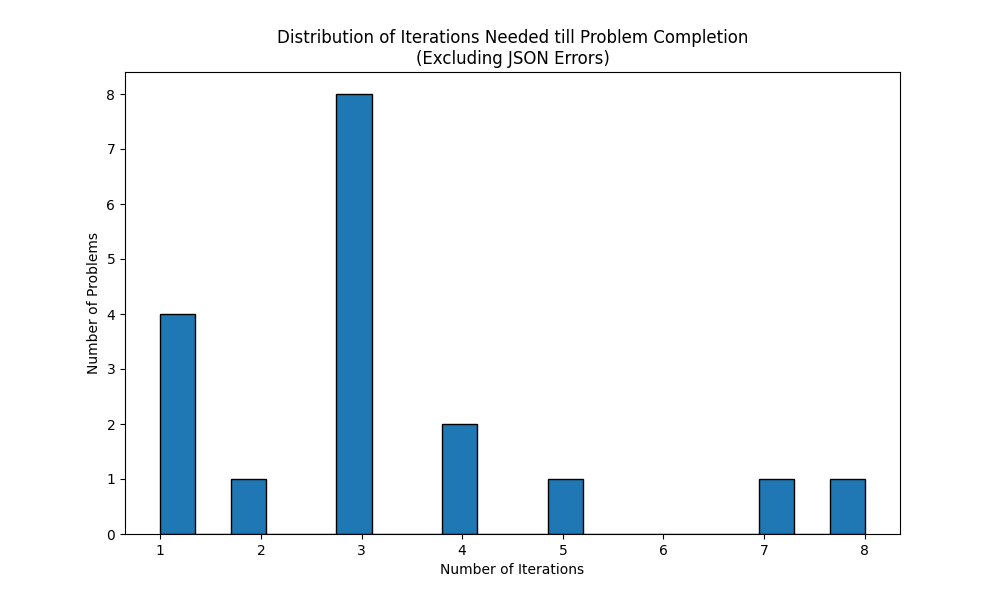 Distribution of Iterations Needed till Problem Completion
(Excluding JSON Errors)
8
7
6
5
4
3
2
1
0
Number of Problems
1 2 3 4 5 6 7 8
Number of Iterations